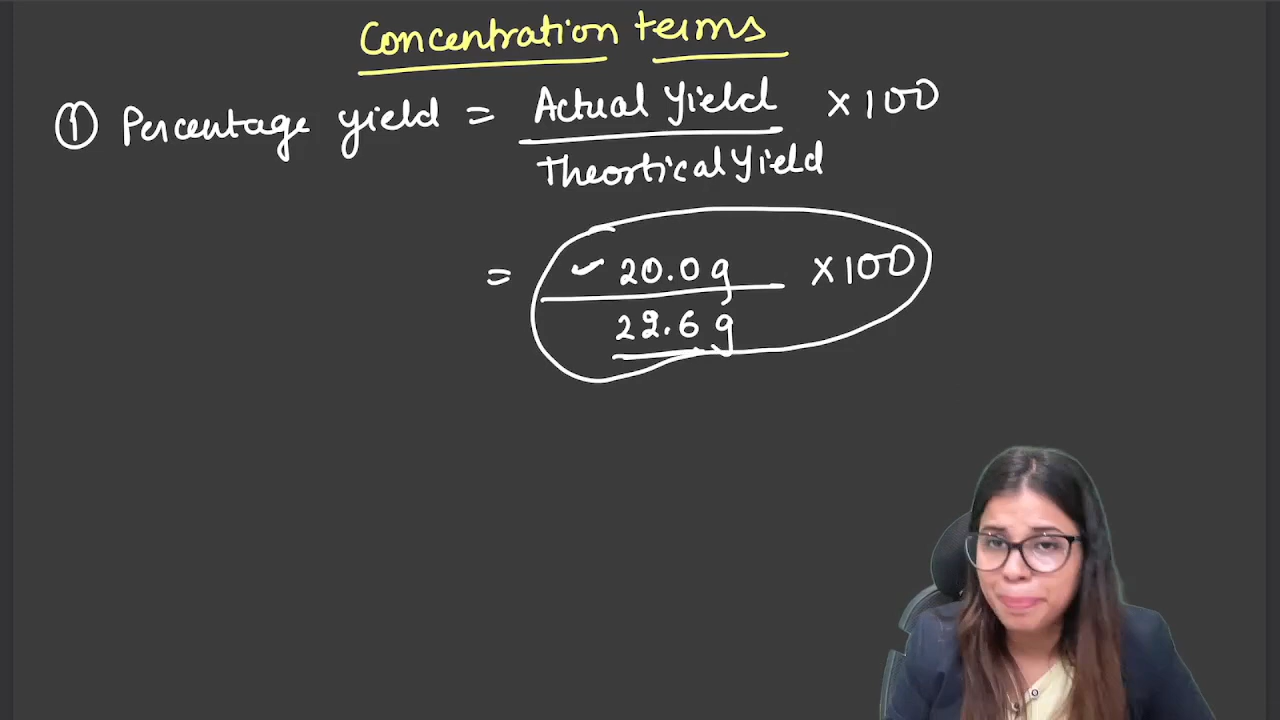 Concentration terms
① Percentage yield = Actual Yield × 100
Theortical Yield
= ✓ 20.0 g × 100
22.6 g